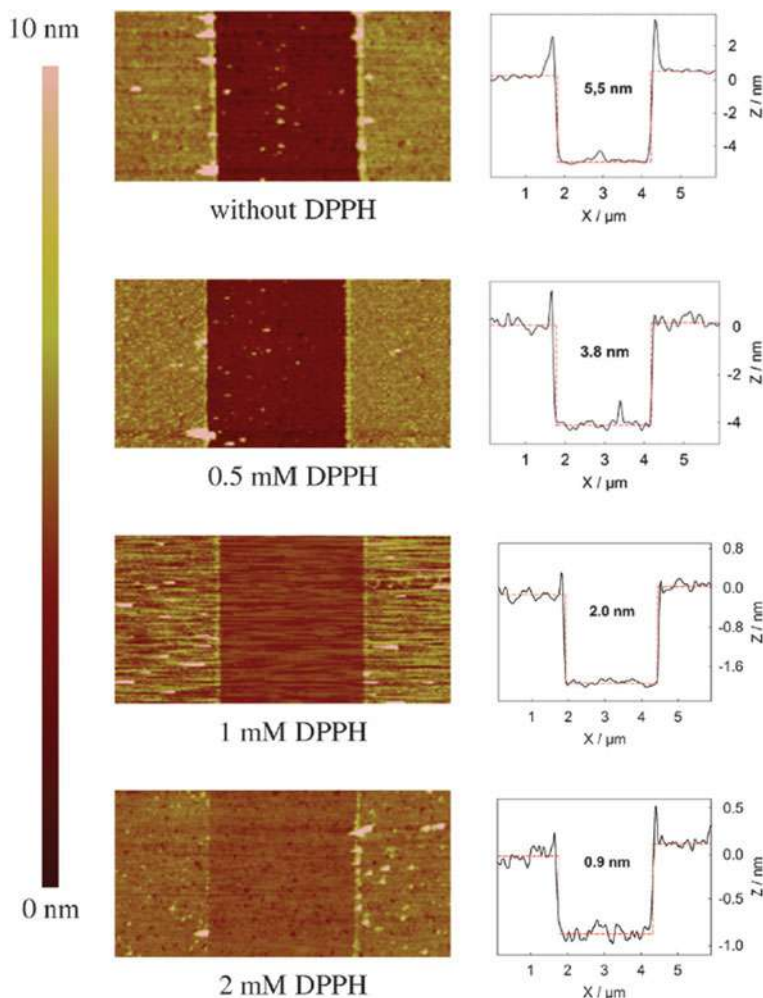 10 nm
0 nm
5,5 nm
2
0
-2
-4
Z / nm
1 2 3 4 5
X / µm
without DPPH
3.8 nm
0
-2
-4
Z / nm
1 2 3 4 5
X / µm
0.5 mM DPPH
2.0 nm
0.8
0.0
-0.8
-1.6
Z / nm
1 2 3 4 5
X / µm
1 mM DPPH
0.9 nm
0.5
0.0
-0.5
-1.0
Z / nm
1 2 3 4 5
X / µm
2 mM DPPH